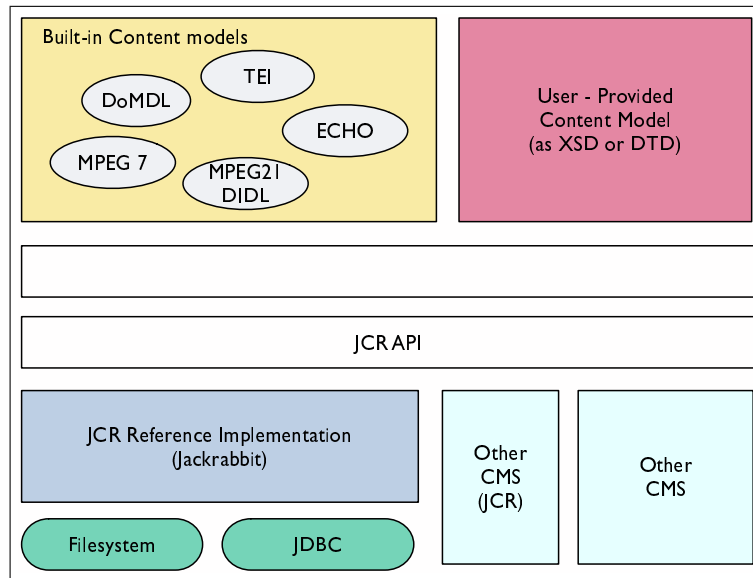 Built-in Content models
TEI
DoMDL
ECHO
MPEG 7
MPEG21
DIDL
User - Provided
Content Model
(as XSD or DTD)
JCR API
JCR Reference Implementation
(Jackrabbit)
Other
CMS
(JCR)
Other
CMS
Filesystem
JDBC